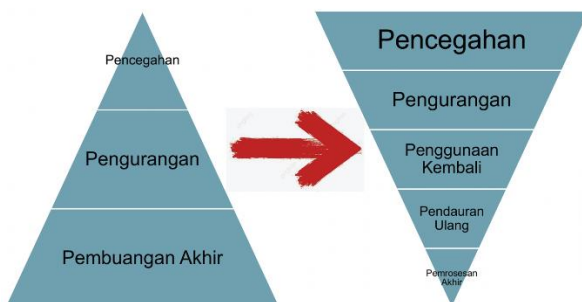 Pencegahan
Pengurangan
Pembuangan Akhir
Pencegahan
Pengurangan
Penggunaan
Kembali
Pendauran
Ulang
Pemrosesan
Akhir